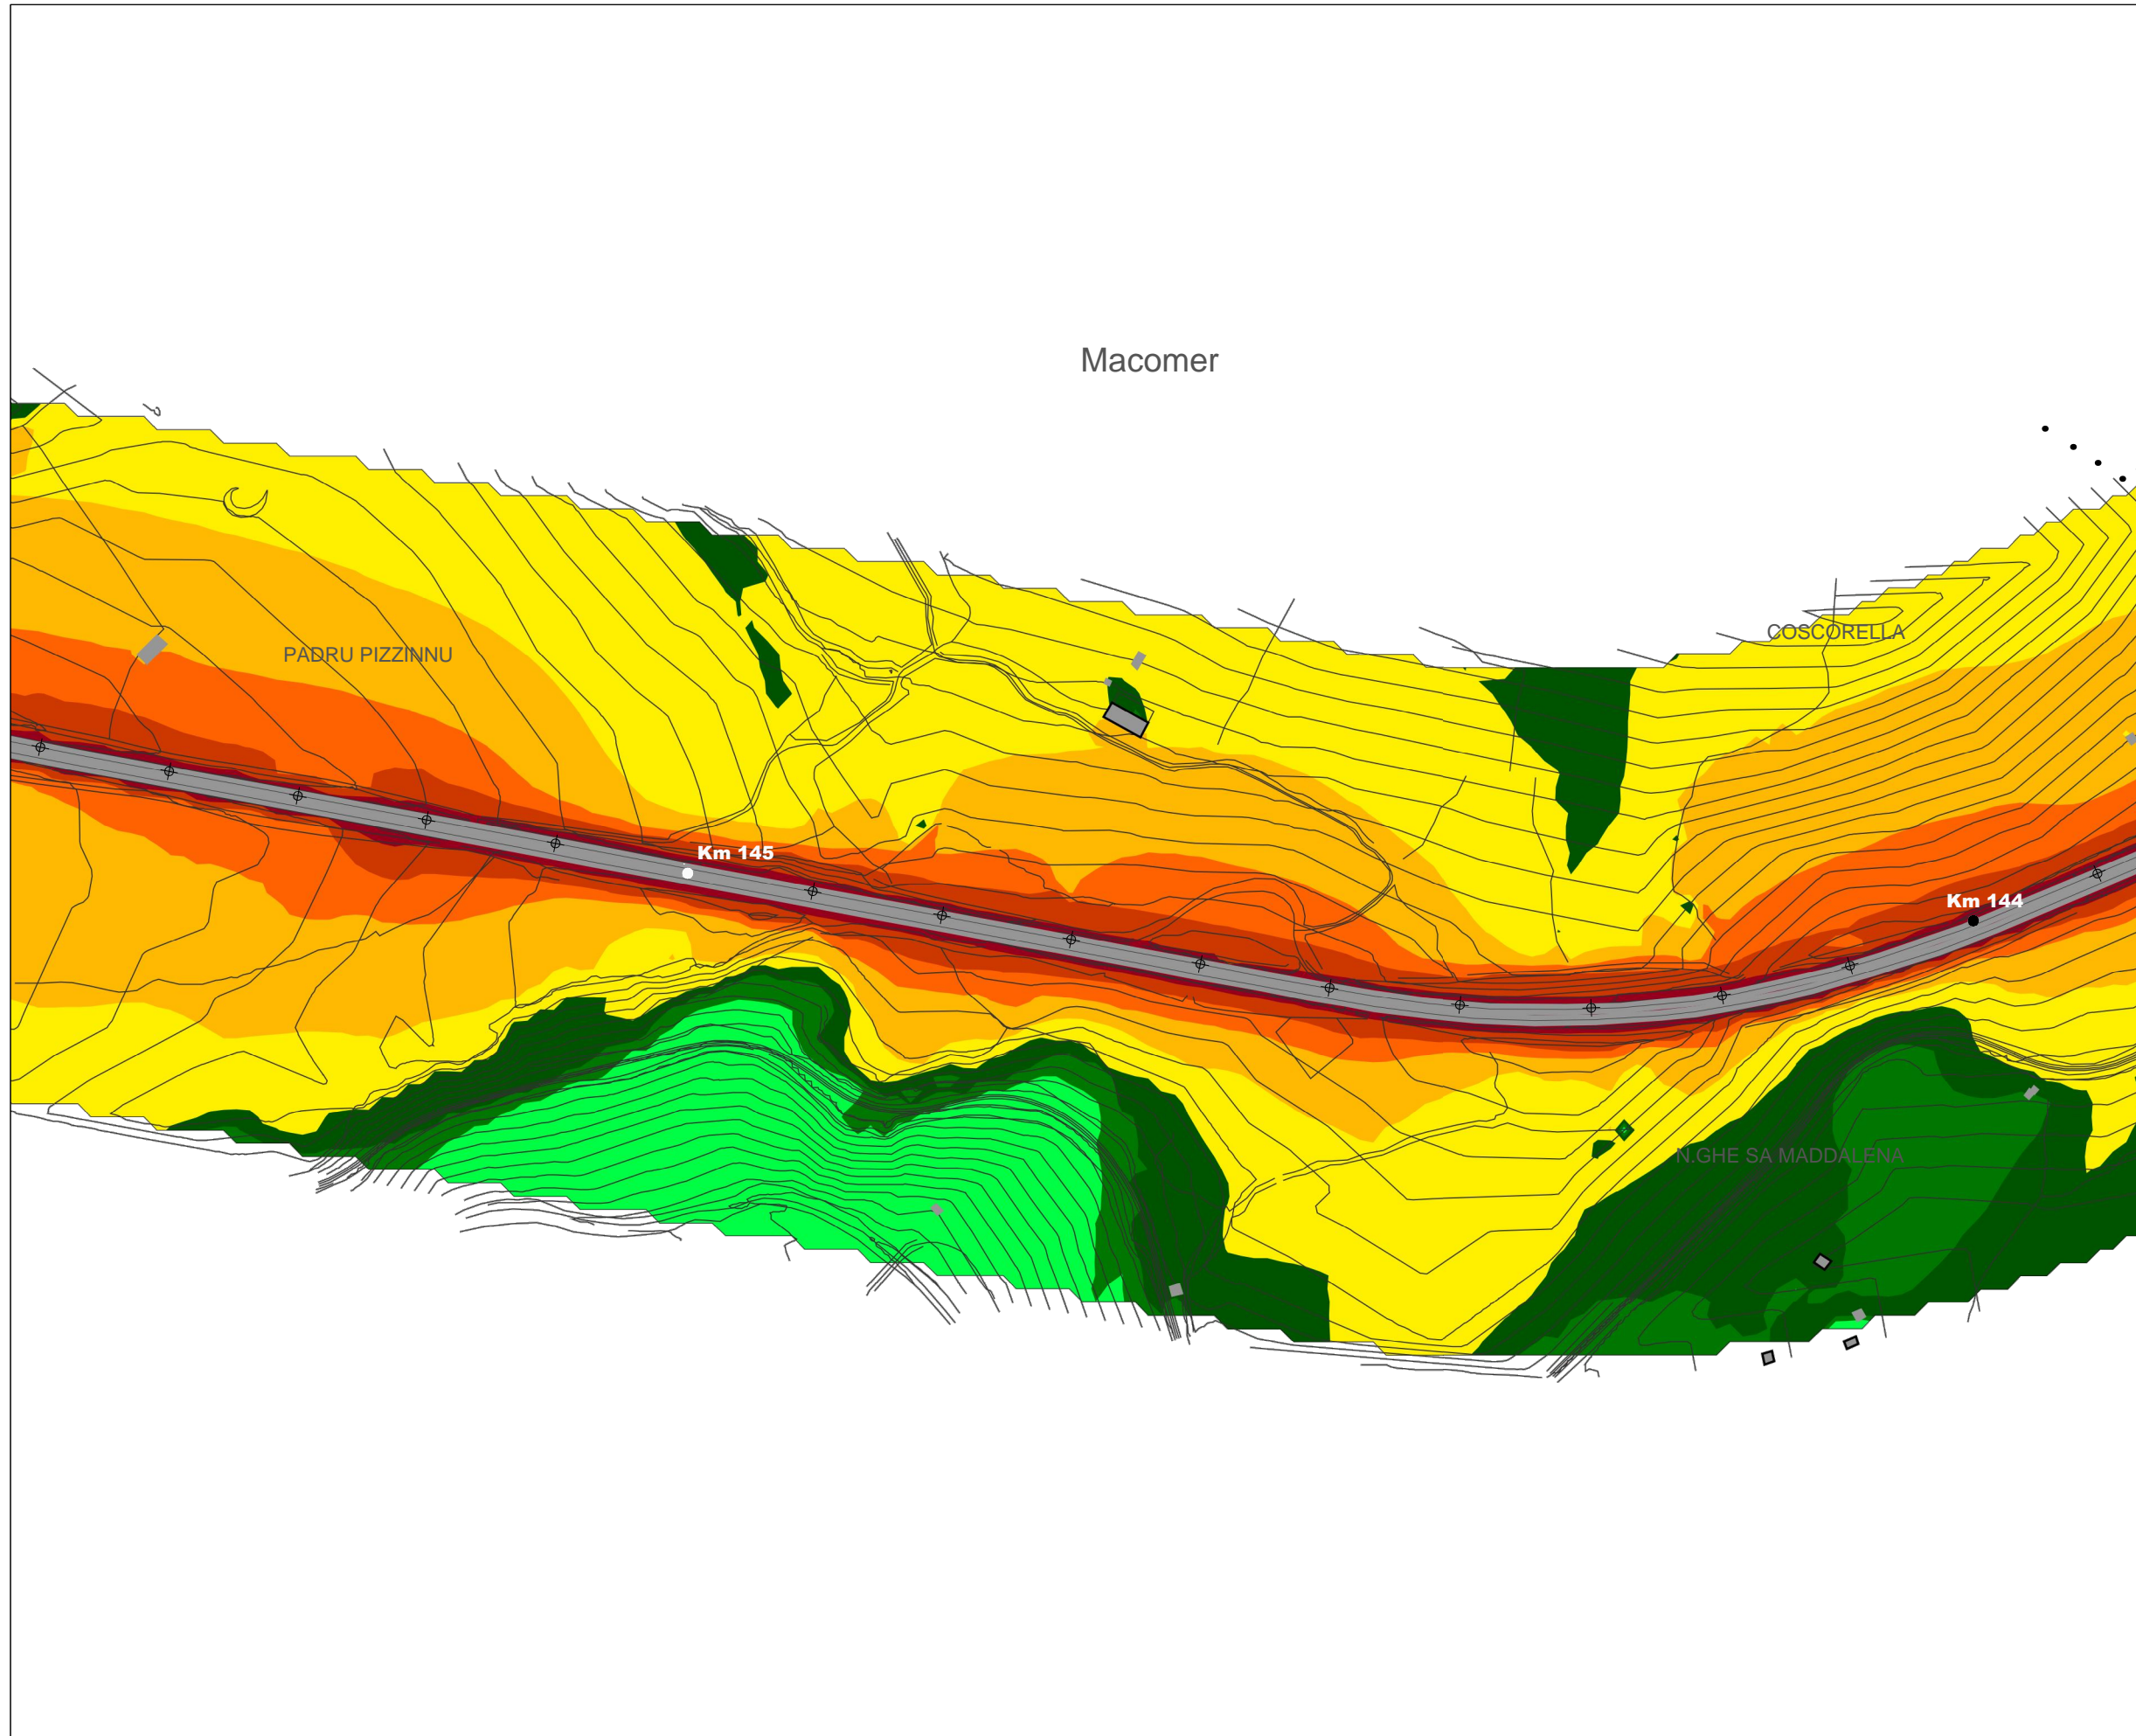 Macomer
COSCORELLA
PADRU PIZZINNU
Km 145
Km 144
N.GHE SA MADDALENA